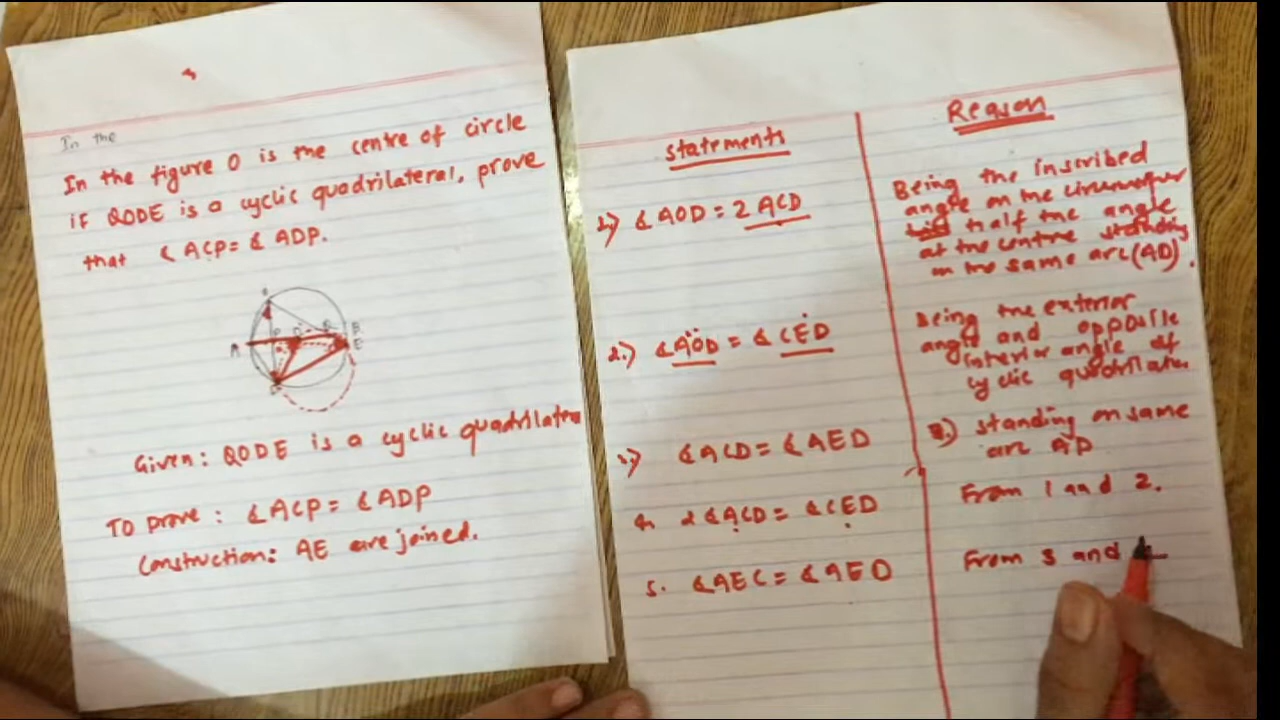 In the
In the figure O is the centre of circle
if QODE is a cyclic quadrilateral, prove
that ∠ACP = ∠ADP.
A
E
Given: QODE is a cyclic quadrilatera
To prove: ∠ACP = ∠ADP
Construction: AE are joined.
Statements
Reason
1.) ∠AOD = 2 ACD
Being the inscribed
angle on the
half the angle
at the centre standing
on the same arc (AD).
2.) ∠AOD = ∠CED
Being the exterior
angle and opposite
interior angle of
cyclic quadrilater
3.) ∠ACD = ∠AED
3.) standing on same
arc AD
4. 2∠ACD = ∠CED
From 1 and 2.
5. ∠AEC = ∠AED
From 3 and